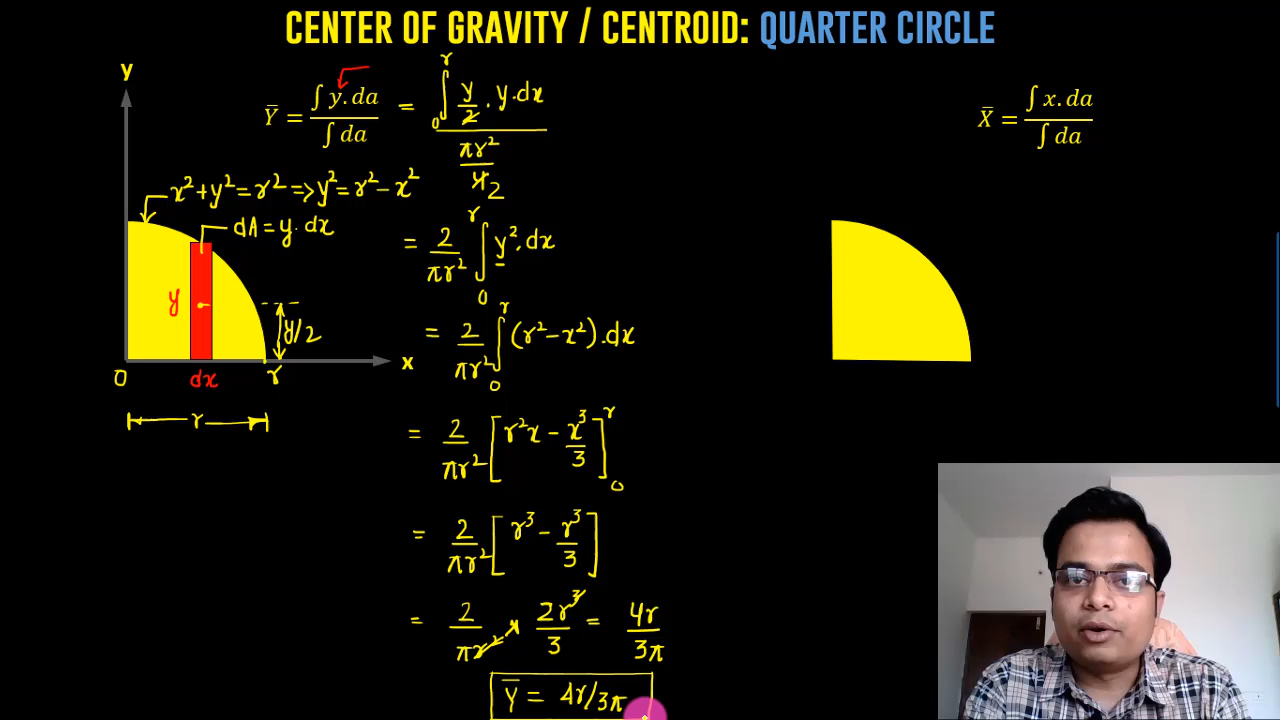 CENTER OF GRAVITY / CENTROID: QUARTER CIRCLE
y
Ȳ = ∫ y. da / ∫ da = ∫₀ʳ y/2 . y.dx / (πr²/4 2)
x² + y² = r² => y² = r² - x²
dA = y. dx
= 2/πr² ∫₀ʳ y². dx
y
y/2
= 2/πr² ∫₀ʳ (r² - x²).dx
0
dx
r
x
r
= 2/πr² [r²x - x³/3]₀ʳ
= 2/πr² [r³ - r³/3]
= 2/πr² × 2r³/3 = 4r/3π
Ȳ = 4r/3π
X̄ = ∫ x. da / ∫ da